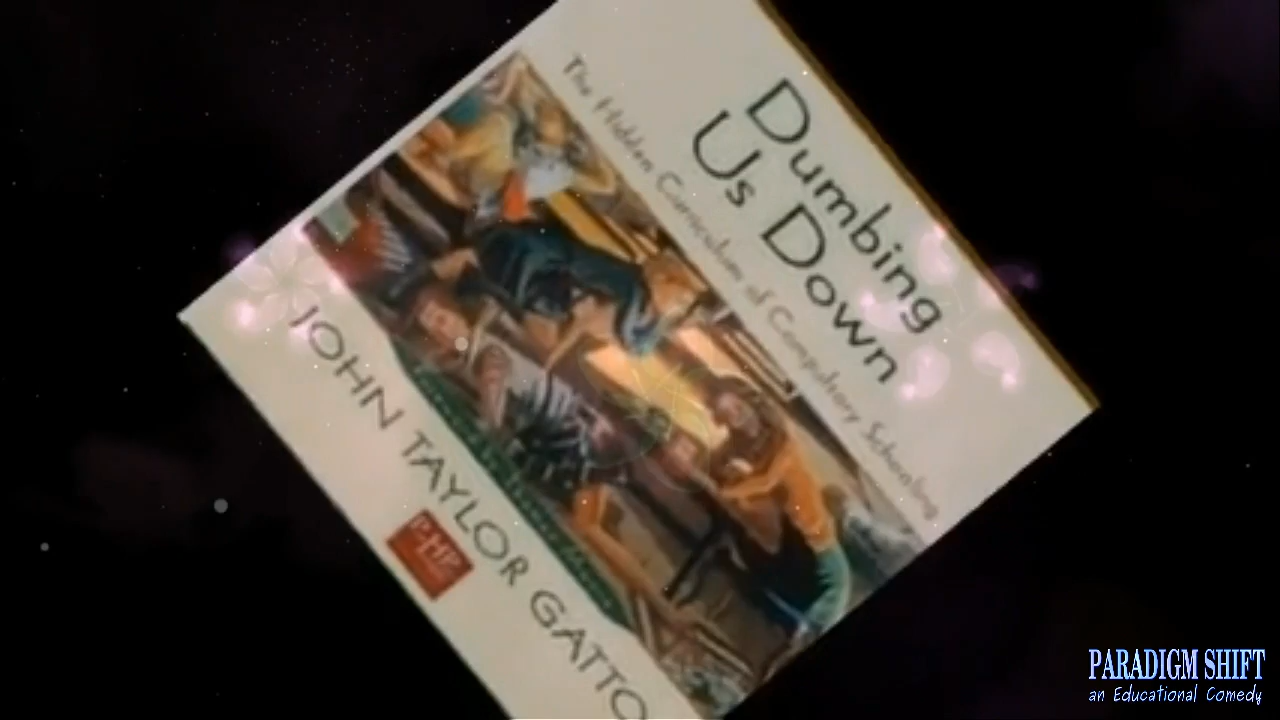 Dumbing
Us Down
The Hidden Curriculum of Compulsory Schooling
JOHN TAYLOR GATTO
PARADIGM SHIFT
an Educational Comedy